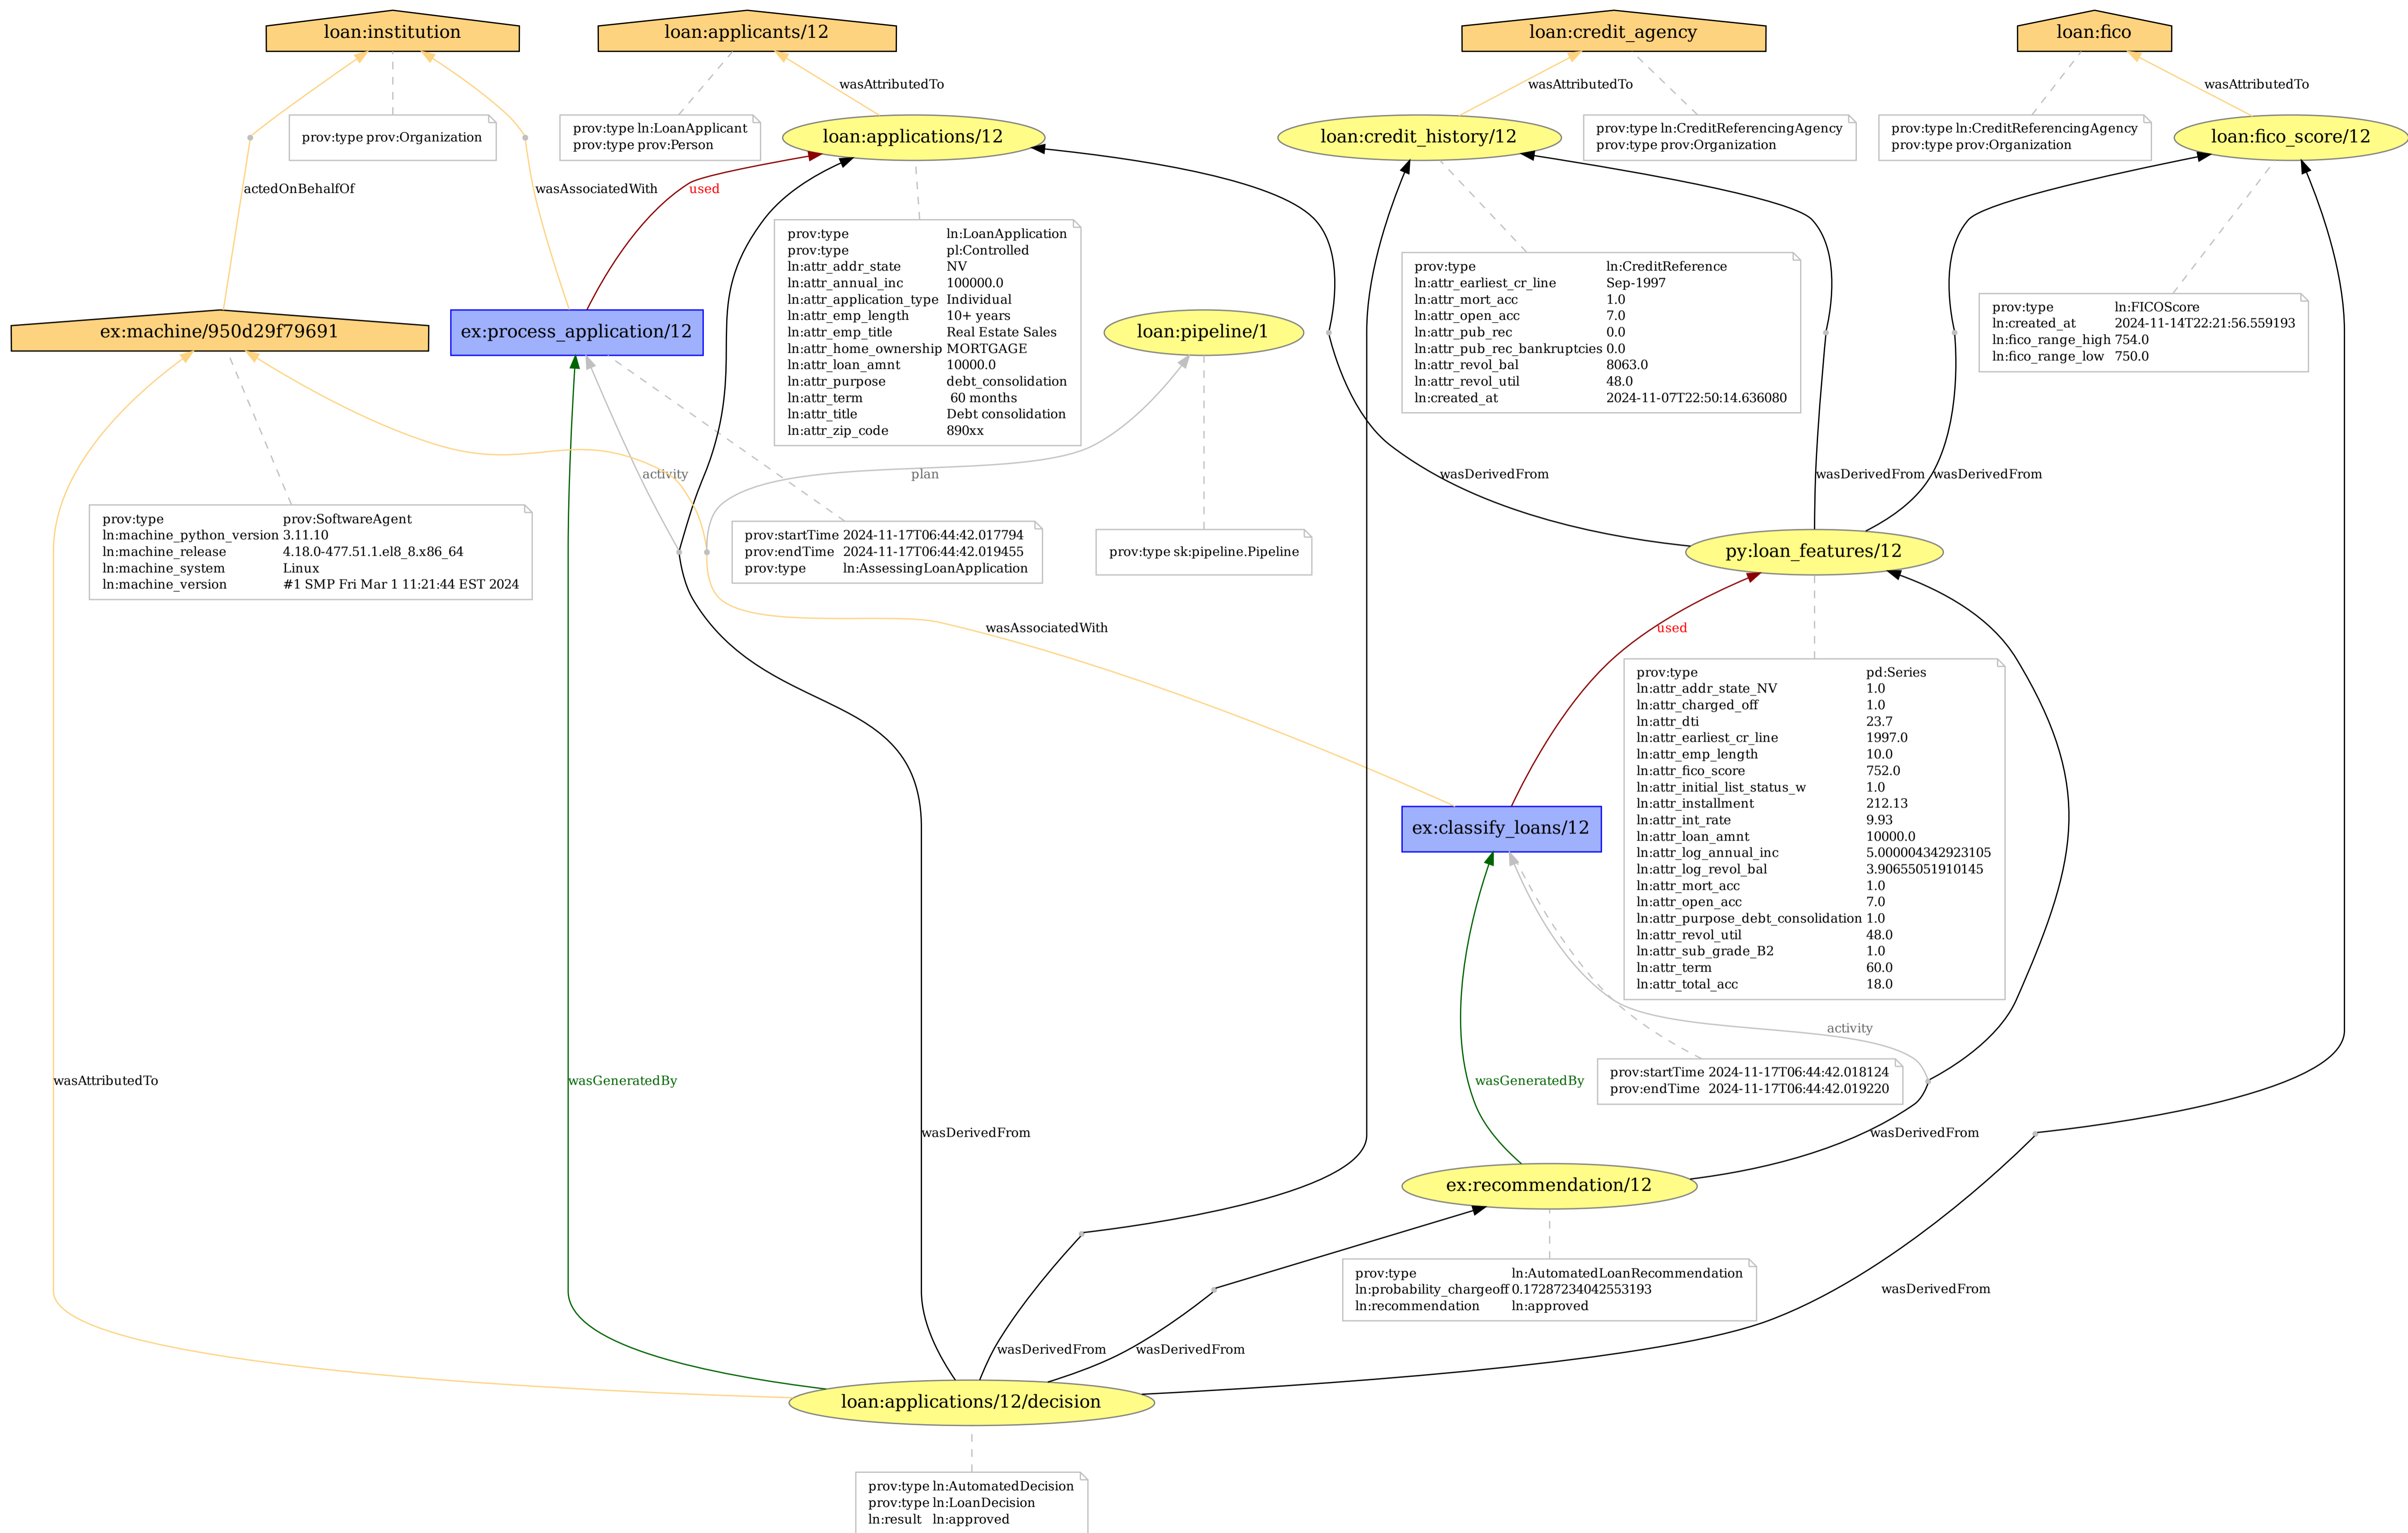 loan:institution
loan:applicants/12
loan:credit_agency
loan:fico
wasAttributedTo
wasAttributedTo
wasAttributedTo
prov:type prov:Organization
prov:type ln:LoanApplicant
prov:type prov:Person
loan:applications/12
loan:credit_history/12
prov:type ln:CreditReferencingAgency
prov:type prov:Organization
prov:type ln:CreditReferencingAgency
prov:type prov:Organization
loan:fico_score/12
actedOnBehalfOf
wasAssociatedWith
used
prov:type ln:LoanApplication
prov:type pl:Controlled
ln:attr_addr_state NV
ln:attr_annual_inc 100000.0
ln:attr_application_type Individual
ln:attr_emp_length 10+ years
ln:attr_emp_title Real Estate Sales
ln:attr_home_ownership MORTGAGE
ln:attr_loan_amnt 10000.0
ln:attr_purpose debt_consolidation
ln:attr_term 60 months
ln:attr_title Debt consolidation
ln:attr_zip_code 890xx
prov:type ln:CreditReference
ln:attr_earliest_cr_line Sep-1997
ln:attr_mort_acc 1.0
ln:attr_open_acc 7.0
ln:attr_pub_rec 0.0
ln:attr_pub_rec_bankruptcies 0.0
ln:attr_revol_bal 8063.0
ln:attr_revol_util 48.0
ln:created_at 2024-11-07T22:50:14.636080
prov:type ln:FICOScore
ln:created_at 2024-11-14T22:21:56.559193
ln:fico_range_high 754.0
ln:fico_range_low 750.0
ex:machine/950d29f79691
ex:process_application/12
loan:pipeline/1
activity
plan
wasDerivedFrom
wasDerivedFrom
wasDerivedFrom
prov:type prov:SoftwareAgent
ln:machine_python_version 3.11.10
ln:machine_release 4.18.0-477.51.1.el8_8.x86_64
ln:machine_system Linux
ln:machine_version #1 SMP Fri Mar 1 11:21:44 EST 2024
prov:startTime 2024-11-17T06:44:42.017794
prov:endTime 2024-11-17T06:44:42.019455
prov:type ln:AssessingLoanApplication
prov:type sk:pipeline.Pipeline
py:loan_features/12
wasAssociatedWith
used
prov:type pd:Series
ln:attr_addr_state_NV 1.0
ln:attr_charged_off 1.0
ln:attr_dti 23.7
ln:attr_earliest_cr_line 1997.0
ln:attr_emp_length 10.0
ln:attr_fico_score 752.0
ln:attr_initial_list_status_w 1.0
ln:attr_installment 212.13
ln:attr_int_rate 9.93
ln:attr_loan_amnt 10000.0
ln:attr_log_annual_inc 5.000004342923105
ln:attr_log_revol_bal 3.90655051910145
ln:attr_mort_acc 1.0
ln:attr_open_acc 7.0
ln:attr_purpose_debt_consolidation 1.0
ln:attr_revol_util 48.0
ln:attr_sub_grade_B2 1.0
ln:attr_term 60.0
ln:attr_total_acc 18.0
ex:classify_loans/12
activity
prov:startTime 2024-11-17T06:44:42.018124
prov:endTime 2024-11-17T06:44:42.019220
wasAttributedTo
wasGeneratedBy
wasGeneratedBy
wasDerivedFrom
wasDerivedFrom
ex:recommendation/12
prov:type ln:AutomatedLoanRecommendation
ln:probability_chargeoff 0.17287234042553193
ln:recommendation ln:approved
wasDerivedFrom
wasDerivedFrom
wasDerivedFrom
loan:applications/12/decision
prov:type ln:AutomatedDecision
prov:type ln:LoanDecision
ln:result ln:approved